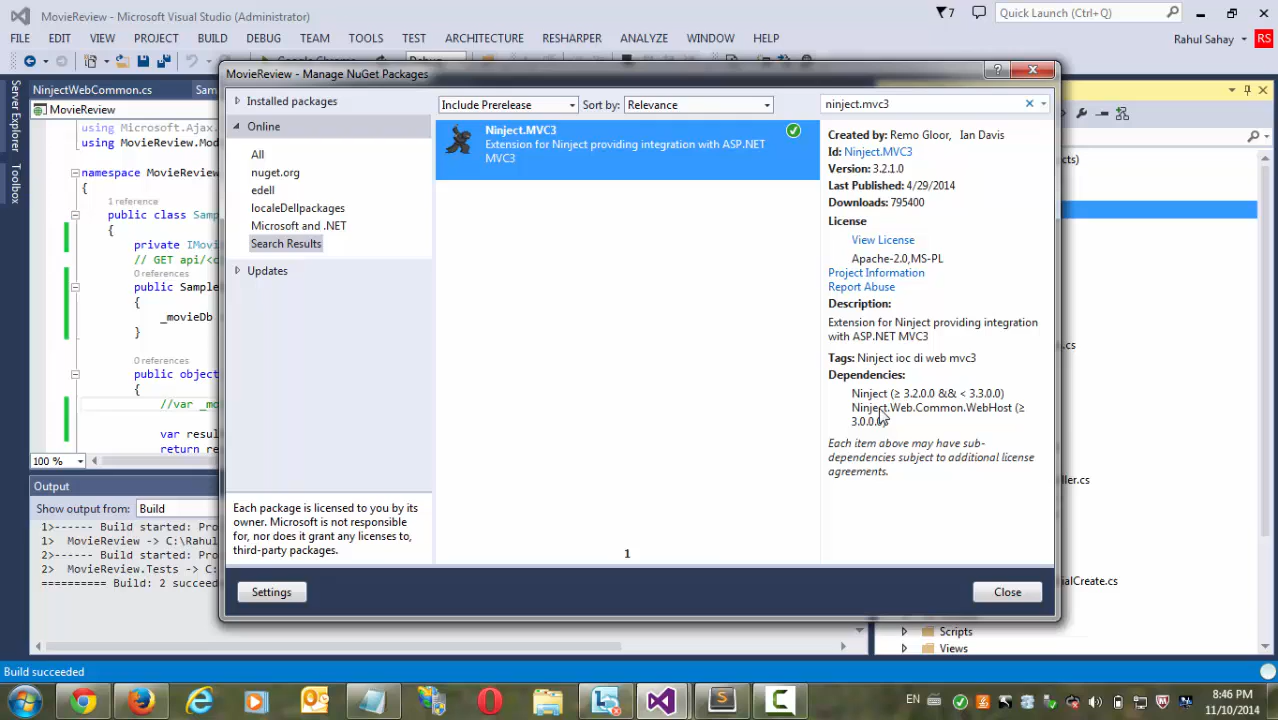 MovieReview - Microsoft Visual Studio (Administrator)
7
Quick Launch (Ctrl+Q)
FILE EDIT VIEW PROJECT BUILD DEBUG TEAM TOOLS TEST ARCHITECTURE RESHARPER ANALYZE WINDOW HELP
Rahul Sahay
RS
Server Explorer
Toolbox
NinjectWebCommon.cs
Sam
MovieReview
using Microsoft.Ajax.
using MovieReview.Mod
namespace MovieReview
{
1 reference
public class Samp
{
private IMovi
// GET api/<c
0 references
public Sample
{
_movieDb
}
0 references
public object
{
//var _mo
var resul
return re
100 %
Output
Show output from: Build
1>------ Build started: Pro
1> MovieReview -> C:\Rahul
2>------ Build started: Pro
2> MovieReview.Tests -> C:
========== Build: 2 succeed
Build succeeded
MovieReview - Manage NuGet Packages
Installed packages
Online
All
nuget.org
edell
localeDellpackages
Microsoft and .NET
Search Results
Updates
Each package is licensed to you by its
owner. Microsoft is not responsible
for, nor does it grant any licenses to,
third-party packages.
Settings
Include Prerelease
Sort by: Relevance
Ninject.MVC3
Extension for Ninject providing integration with ASP.NET
MVC3
1
ninject.mvc3
Created by: Remo Gloor, Ian Davis
Id: Ninject.MVC3
Version: 3.2.1.0
Last Published: 4/29/2014
Downloads: 795400
License
View License
Apache-2.0,MS-PL
Project Information
Report Abuse
Description:
Extension for Ninject providing integration
with ASP.NET MVC3
Tags: Ninject ioc di web mvc3
Dependencies:
Ninject (≥ 3.2.0.0 && < 3.3.0.0)
Ninject.Web.Common.WebHost (≥
3.0.0.0)
Each item above may have sub-
dependencies subject to additional license
agreements.
Close
cts)
.cs
ller.cs
ialCreate.cs
Scripts
Views
EN
8:46 PM
11/10/2014